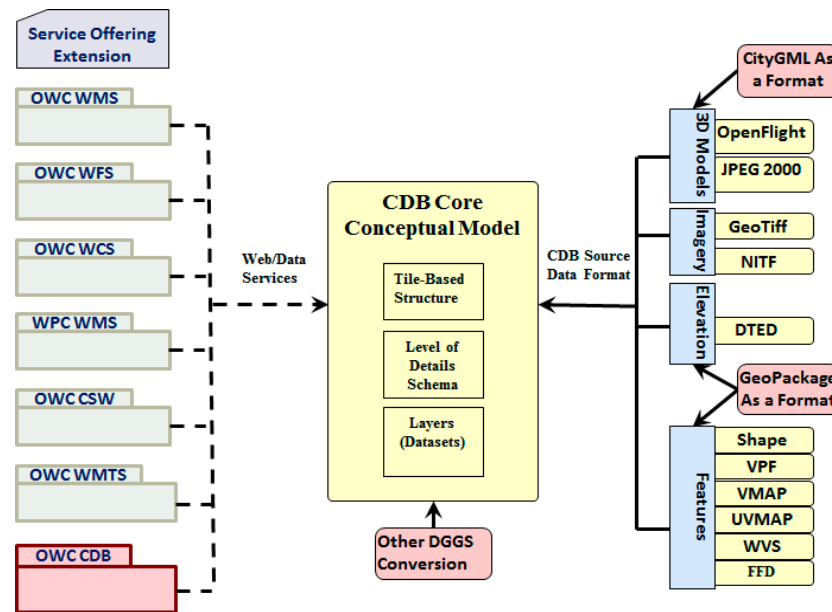 Service Offering
Extension
OWC WMS
OWC WFS
OWC WCS
WPC WMS
OWC CSW
OWC WMTS
OWC CDB
Web/Data
Services
CDB Core
Conceptual Model
Tile-Based
Structure
Level of
Details
Schema
Layers
(Datasets)
Other DGGS
Conversion
CDB Source
Data Format
CityGML As
a Format
3D Models
OpenFlight
JPEG 2000
Imagery
GeoTiff
NITF
Elevation
DTED
GeoPackage
As a Format
Features
Shape
VPF
VMAP
UVMAP
WVS
FFD